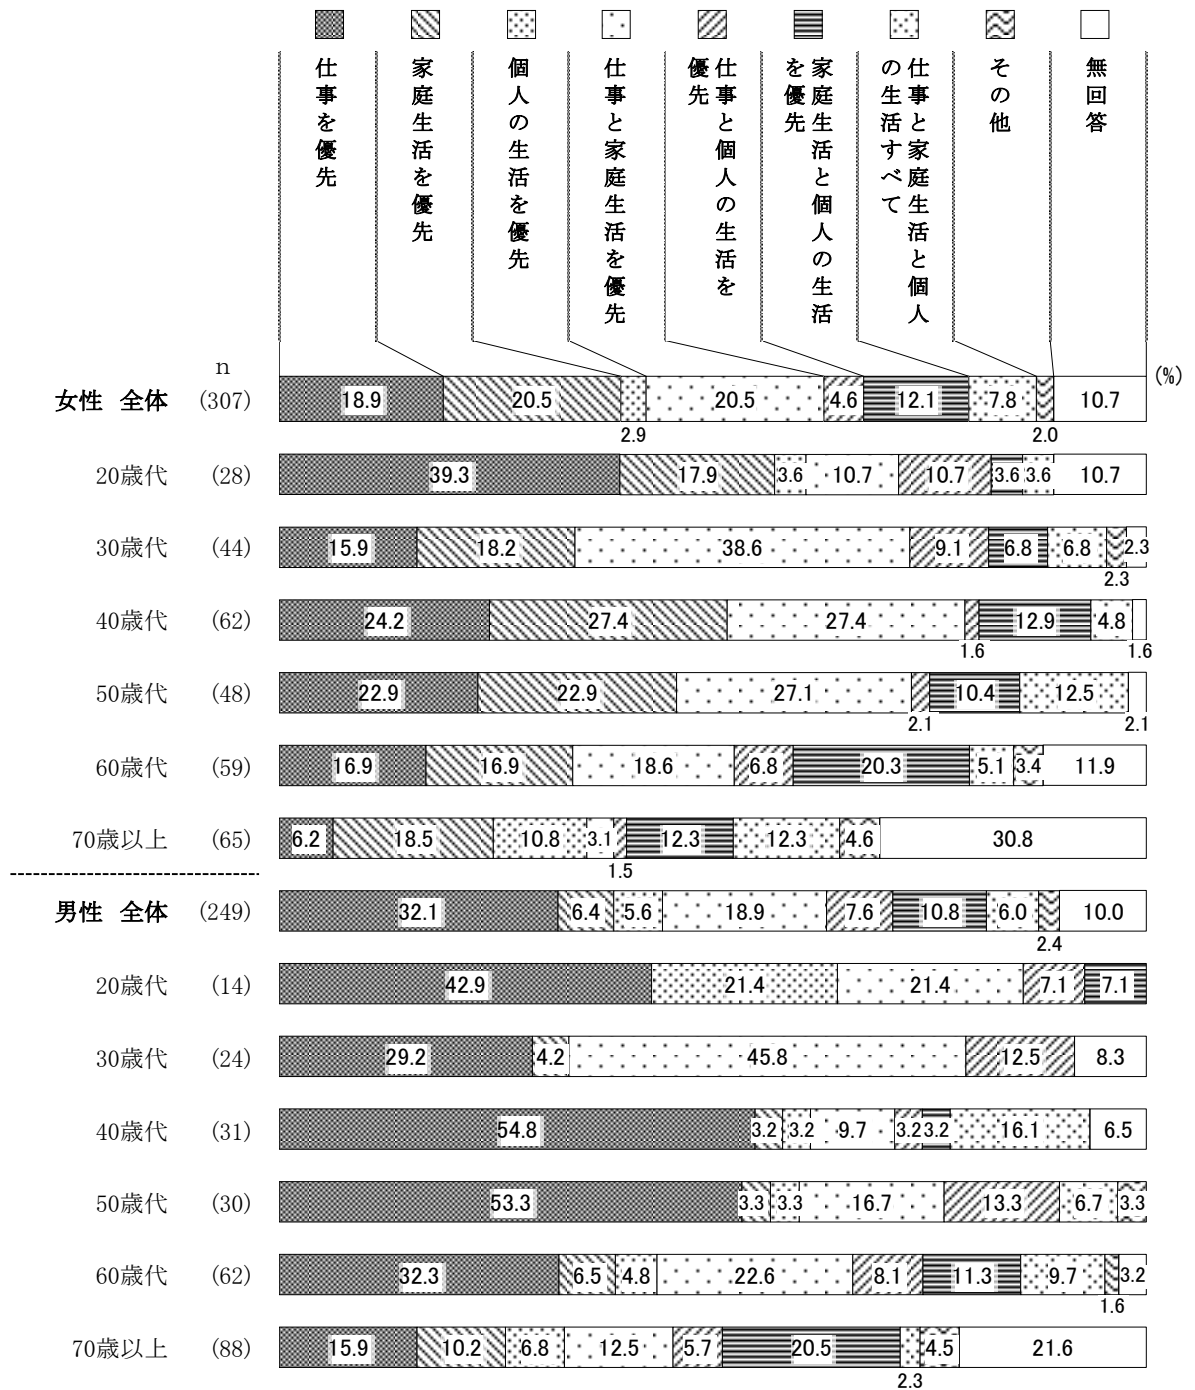 仕事を優先
家庭生活を優先
個人の生活を優先
仕事と家庭生活を優先
仕事と個人の生活を
優先
家庭生活と個人の生活
を優先
仕事と家庭生活と個人
の生活すべて
その他
無回答
n
(%)
女性 全体 (307) 18.9 20.5 20.5 4.6 12.1 7.8 10.7
2.9 2.0
20歳代 (28) 39.3 17.9 3.6 10.7 10.7 3.6 3.6 10.7
30歳代 (44) 15.9 18.2 38.6 9.1 6.8 6.8 2.3
2.3
40歳代 (62) 24.2 27.4 27.4 12.9 4.8
1.6 1.6
50歳代 (48) 22.9 22.9 27.1 10.4 12.5
2.1 2.1
60歳代 (59) 16.9 16.9 18.6 6.8 20.3 5.1 3.4 11.9
70歳以上 (65) 6.2 18.5 10.8 3.1 12.3 12.3 4.6 30.8
1.5
男性 全体 (249) 32.1 6.4 5.6 18.9 7.6 10.8 6.0 10.0
2.4
20歳代 (14) 42.9 21.4 21.4 7.1 7.1
30歳代 (24) 29.2 4.2 45.8 12.5 8.3
40歳代 (31) 54.8 3.2 3.2 9.7 3.2 3.2 16.1 6.5
50歳代 (30) 53.3 3.3 3.3 16.7 13.3 6.7 3.3
60歳代 (62) 32.3 6.5 4.8 22.6 8.1 11.3 9.7 3.2
1.6
70歳以上 (88) 15.9 10.2 6.8 12.5 5.7 20.5 4.5 21.6
2.3